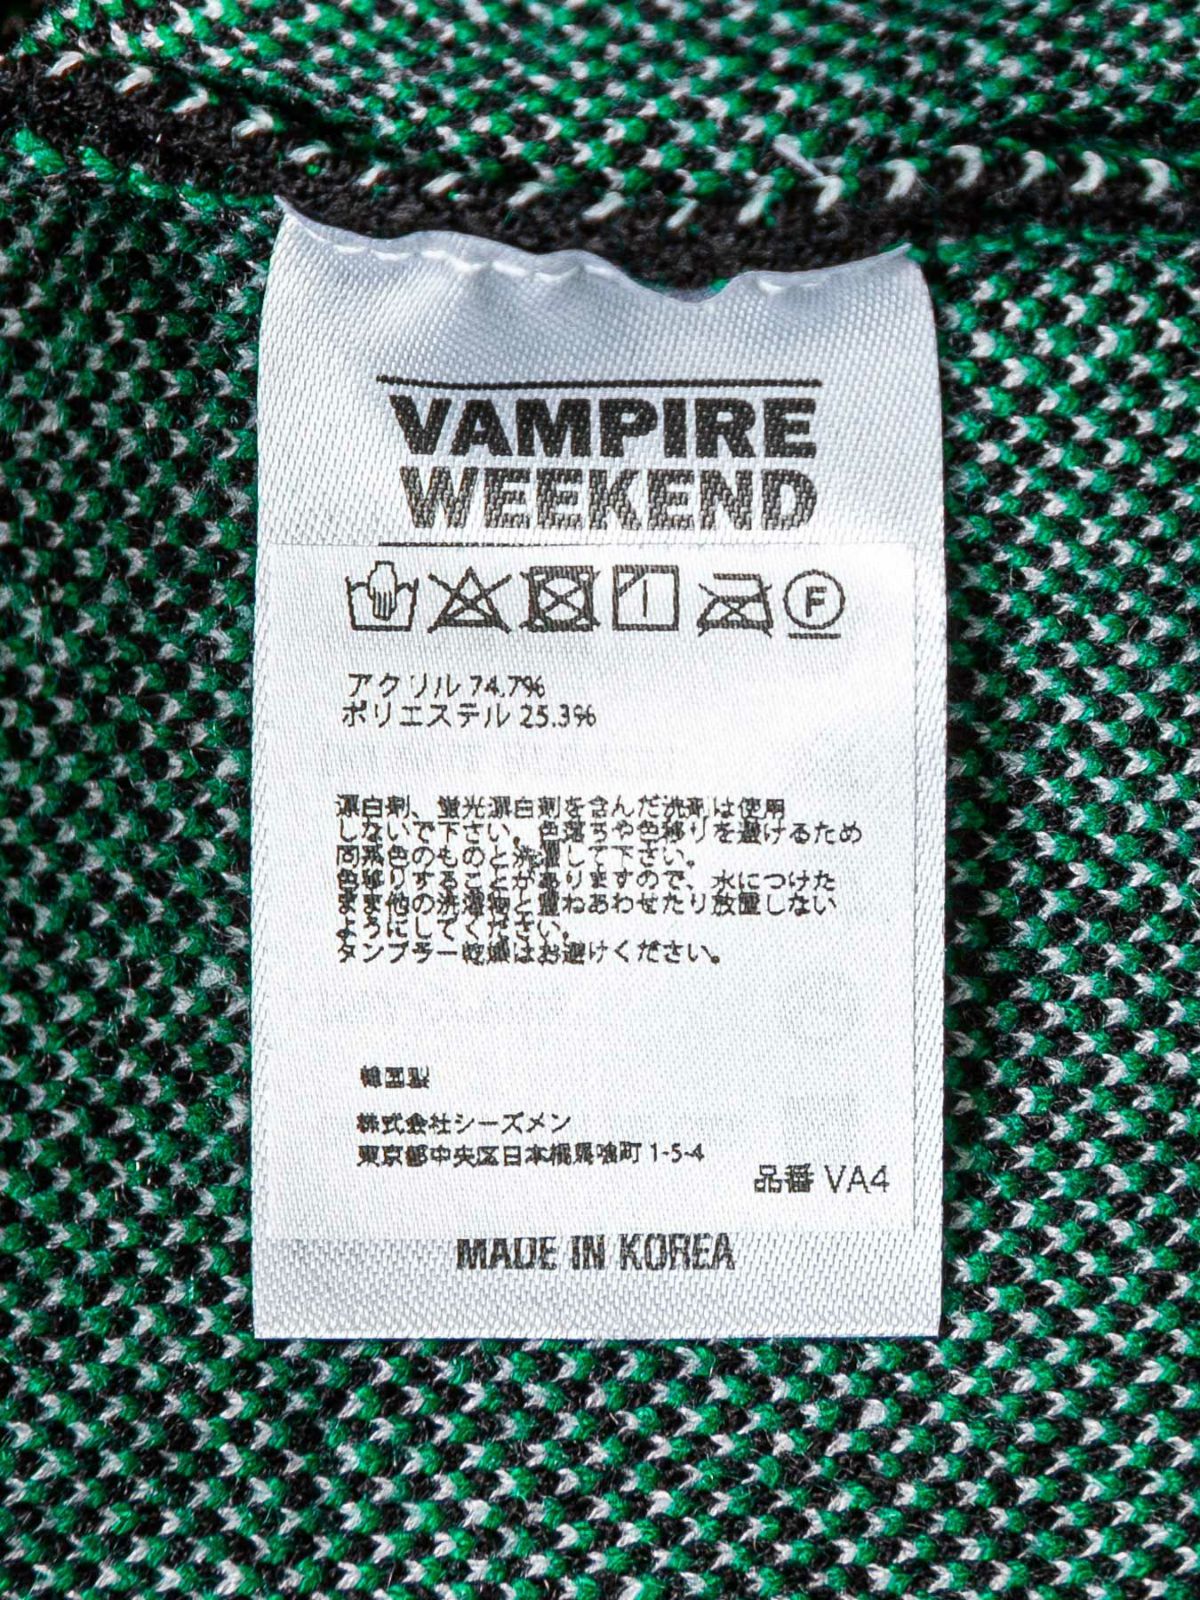 VAMPIRE
WEEKEND
F
アクリル 74.7%
ポリエステル 25.3%
漂白剤、蛍光漂白剤を含んだ洗剤は使用
しないで下さい。色落ちや色移りを避けるため
同系色のものと洗濯して下さい。
色移りすることがありますので、水につけた
まま他の洗濯物と重ねあわせたり放置しない
ようにしてください。
タンブラー乾燥はお避けください。
韓国製
株式会社シーズメン
東京都中央区日本橋馬喰町 1-5-4
品番 VA4
MADE IN KOREA